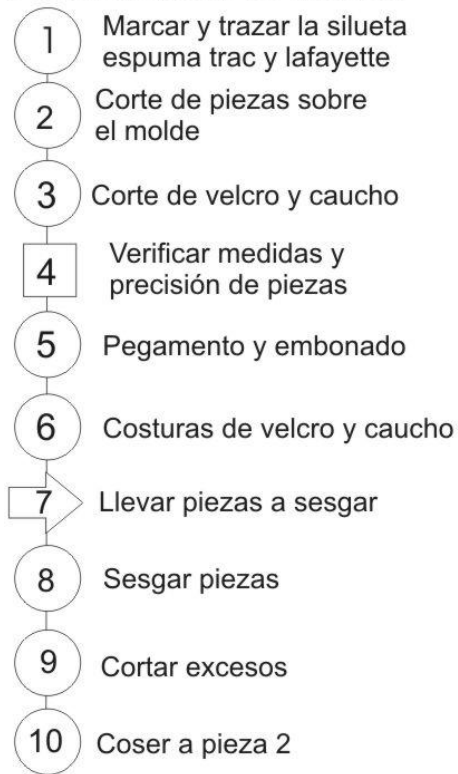 1
Marcar y trazar la silueta
espuma trac y lafayette
2
Corte de piezas sobre
el molde
3
Corte de velcro y caucho
4
Verificar medidas y
precisión de piezas
5
Pegamento y embonado
6
Costuras de velcro y caucho
7
Llevar piezas a sesgar
8
Sesgar piezas
9
Cortar excesos
10
Coser a pieza 2